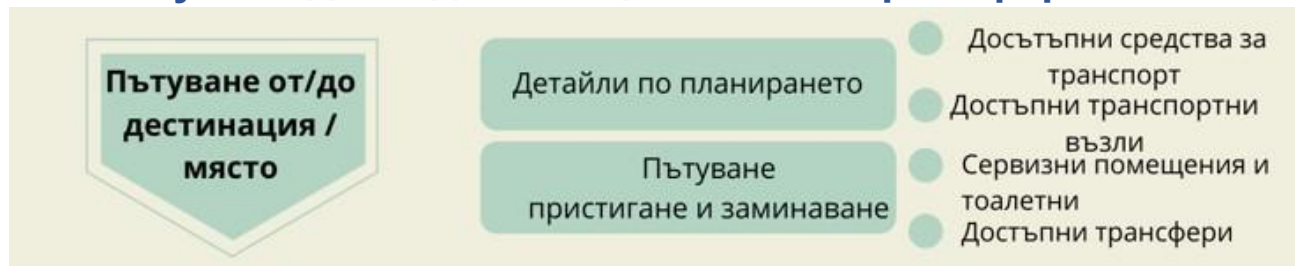 Пътуване от/до
дестинация /
място
Детайли по планирането
Пътуване
пристигане и заминаване
Досътъпни средства за
транспорт
Достъпни транспортни
възли
Сервизни помещения и
тоалетни
Достъпни трансфери